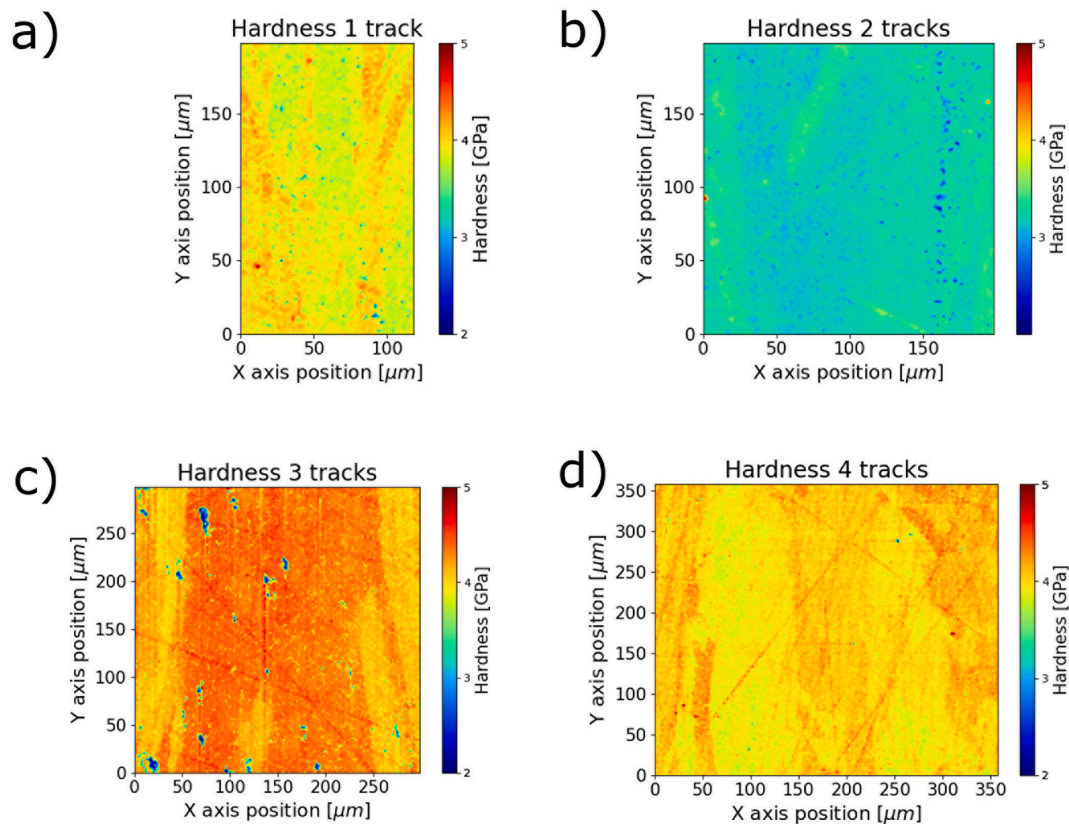 a)
Hardness 1 track
150
100
50
0
Y axis position [μm]
0
50
100
X axis position [μm]
5
4
3
2
Hardness [GPa]
b)
Hardness 2 tracks
150
100
50
0
Y axis position [μm]
0
50
100
150
X axis position [μm]
5
4
3
Hardness [GPa]
c)
Hardness 3 tracks
250
200
150
100
50
0
Y axis position [μm]
0
50
100
150
200
250
X axis position [μm]
5
4
3
2
Hardness [GPa]
d)
Hardness 4 tracks
350
300
250
200
150
100
50
0
Y axis position [μm]
0
50
100
150
200
250
300
350
X axis position [μm]
5
4
3
2
Hardness [GPa]